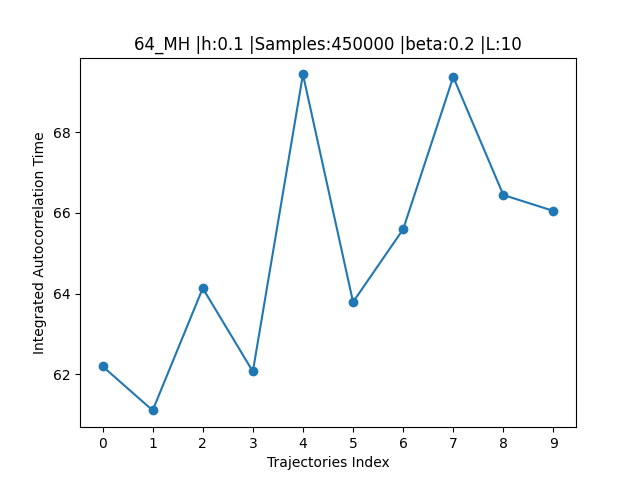 64_MH |h:0.1 |Samples:450000 |beta:0.2 |L:10
Integrated Autocorrelation Time
68
66
64
62
0 1 2 3 4 5 6 7 8 9
Trajectories Index